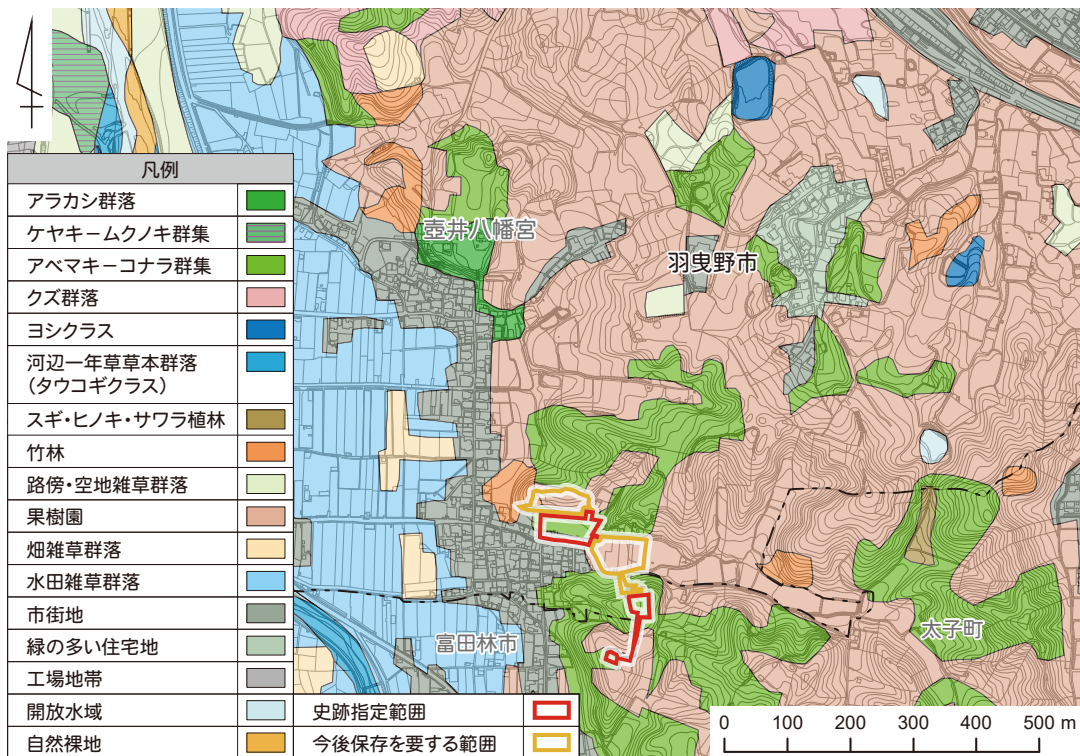 凡例
アラカシ群落
ケヤキームクノキ群集
アベマキーコナラ群集
クズ群落
ヨシクラス
河辺一年草草本群落
(タウコギクラス)
スギ・ヒノキ・サワラ植林
竹林
路傍・空地雑草群落
果樹園
畑雑草群落
水田雑草群落
市街地
緑の多い住宅地
工場地帯
開放水域
自然裸地
史跡指定範囲
今後保存を要する範囲
壺井八幡宮
羽曳野市
富田林市
太子町
0 100 200 300 400 500 m